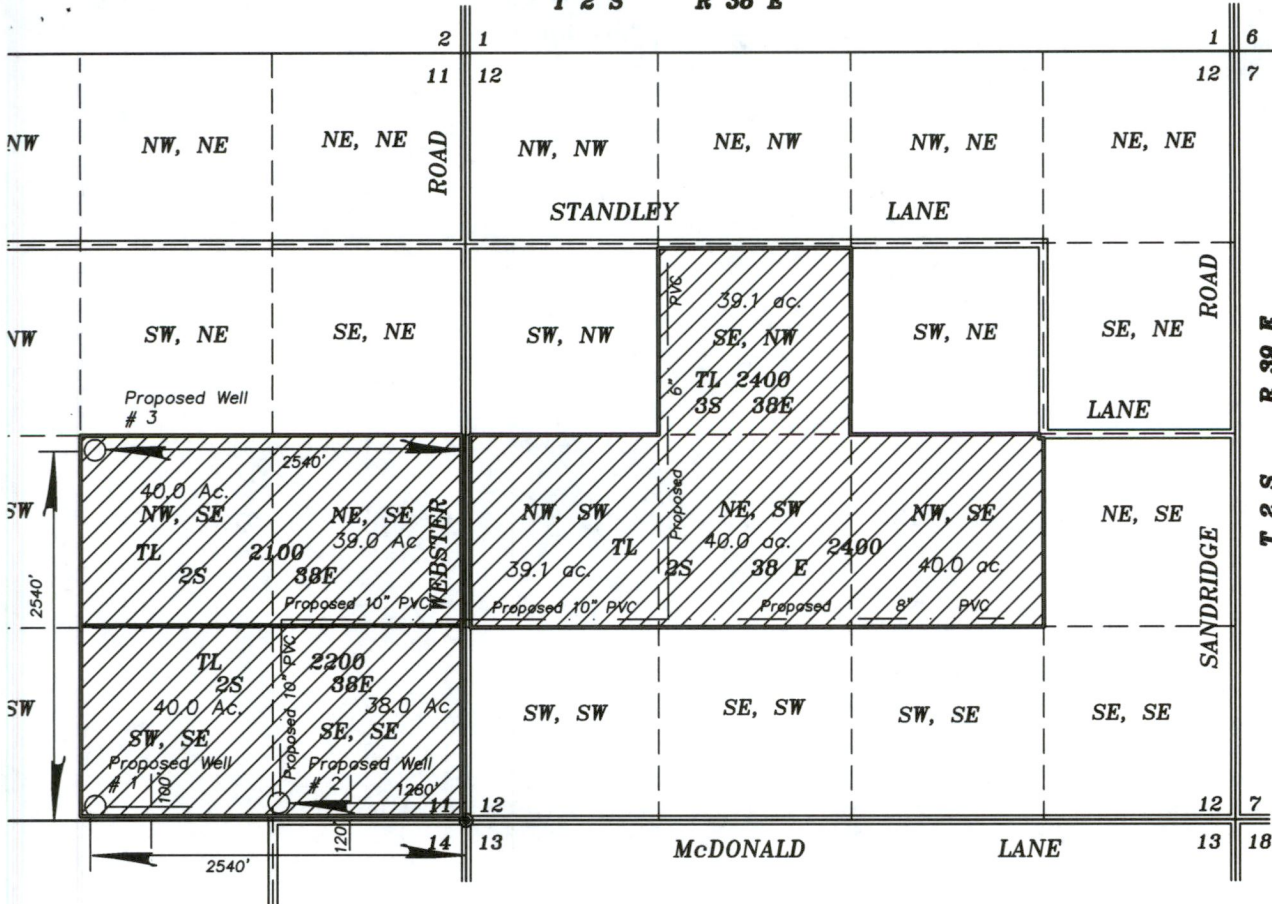 T 2 S R 38 E
2 1
1 6
11 12
12 7
NW
NW, NE
NE, NE
ROAD
NW, NW
NE, NW
NW, NE
NE, NE
STANDLEY LANE
NW
SW, NE
SE, NE
SW, NW
PVC
39.1 ac.
SE, NW
SW, NE
SE, NE
ROAD
R 39 E
TL 2400
3S 38E
6"
Proposed Well
# 3
LANE
2540'
SW
40.0 Ac.
NW, SE
NE, SE
39.0 Ac
WEBSTER
NW, SW
Proposed
NE, SW
NW, SE
NE, SE
T 2 S
TL 2100
2S 38E
TL 40.0 ac. 2400
39.1 ac. 2S 38 E 40.0 ac.
2540'
Proposed 10" PVC
Proposed 10" PVC
Proposed 8" PVC
SANDRIDGE
TL 2200
2S 38E
Proposed 10" PVC
SW
40.0 Ac.
38.0 Ac
SW, SE
SE, SE
SW, SW
SE, SW
SW, SE
SE, SE
Proposed Well
# 1
100'
Proposed Well
# 2
1280'
11 12
12 7
120'
14 13
McDONALD LANE
13 18
2540'